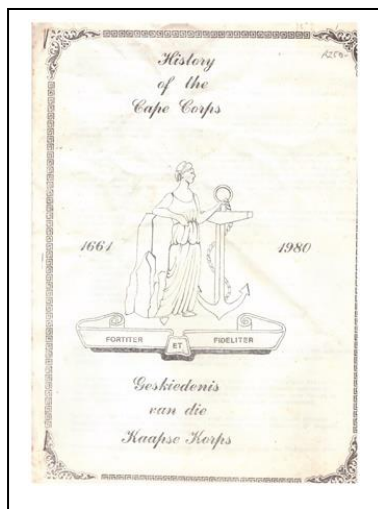 History
of the
Cape Corps
1661
1980
FORTITER
ET
FIDELITER
Geskiedenis
van die
Kaapse Korps